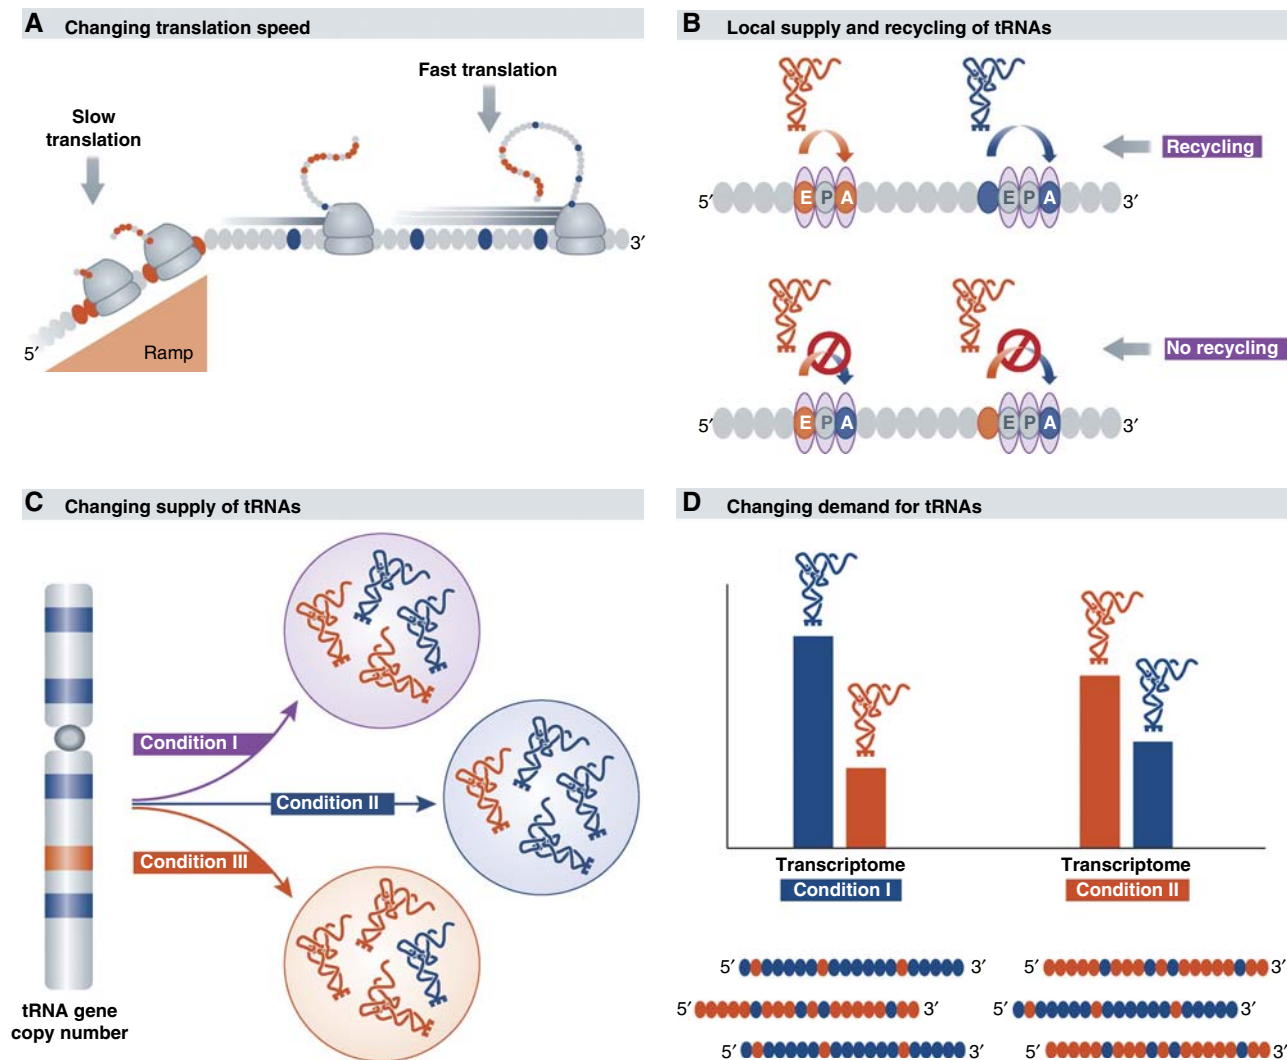 A Changing translation speed
Slow
translation
Fast translation
3′
5′
Ramp
B Local supply and recycling of tRNAs
Recycling
5′ E P A E P A 3′
No recycling
5′ E P A E P A 3′
C Changing supply of tRNAs
Condition I
Condition II
Condition III
tRNA gene
copy number
D Changing demand for tRNAs
Transcriptome
Condition I
Transcriptome
Condition II
5′ 3′ 5′ 3′
5′ 3′ 5′ 3′
5′ 3′ 5′ 3′